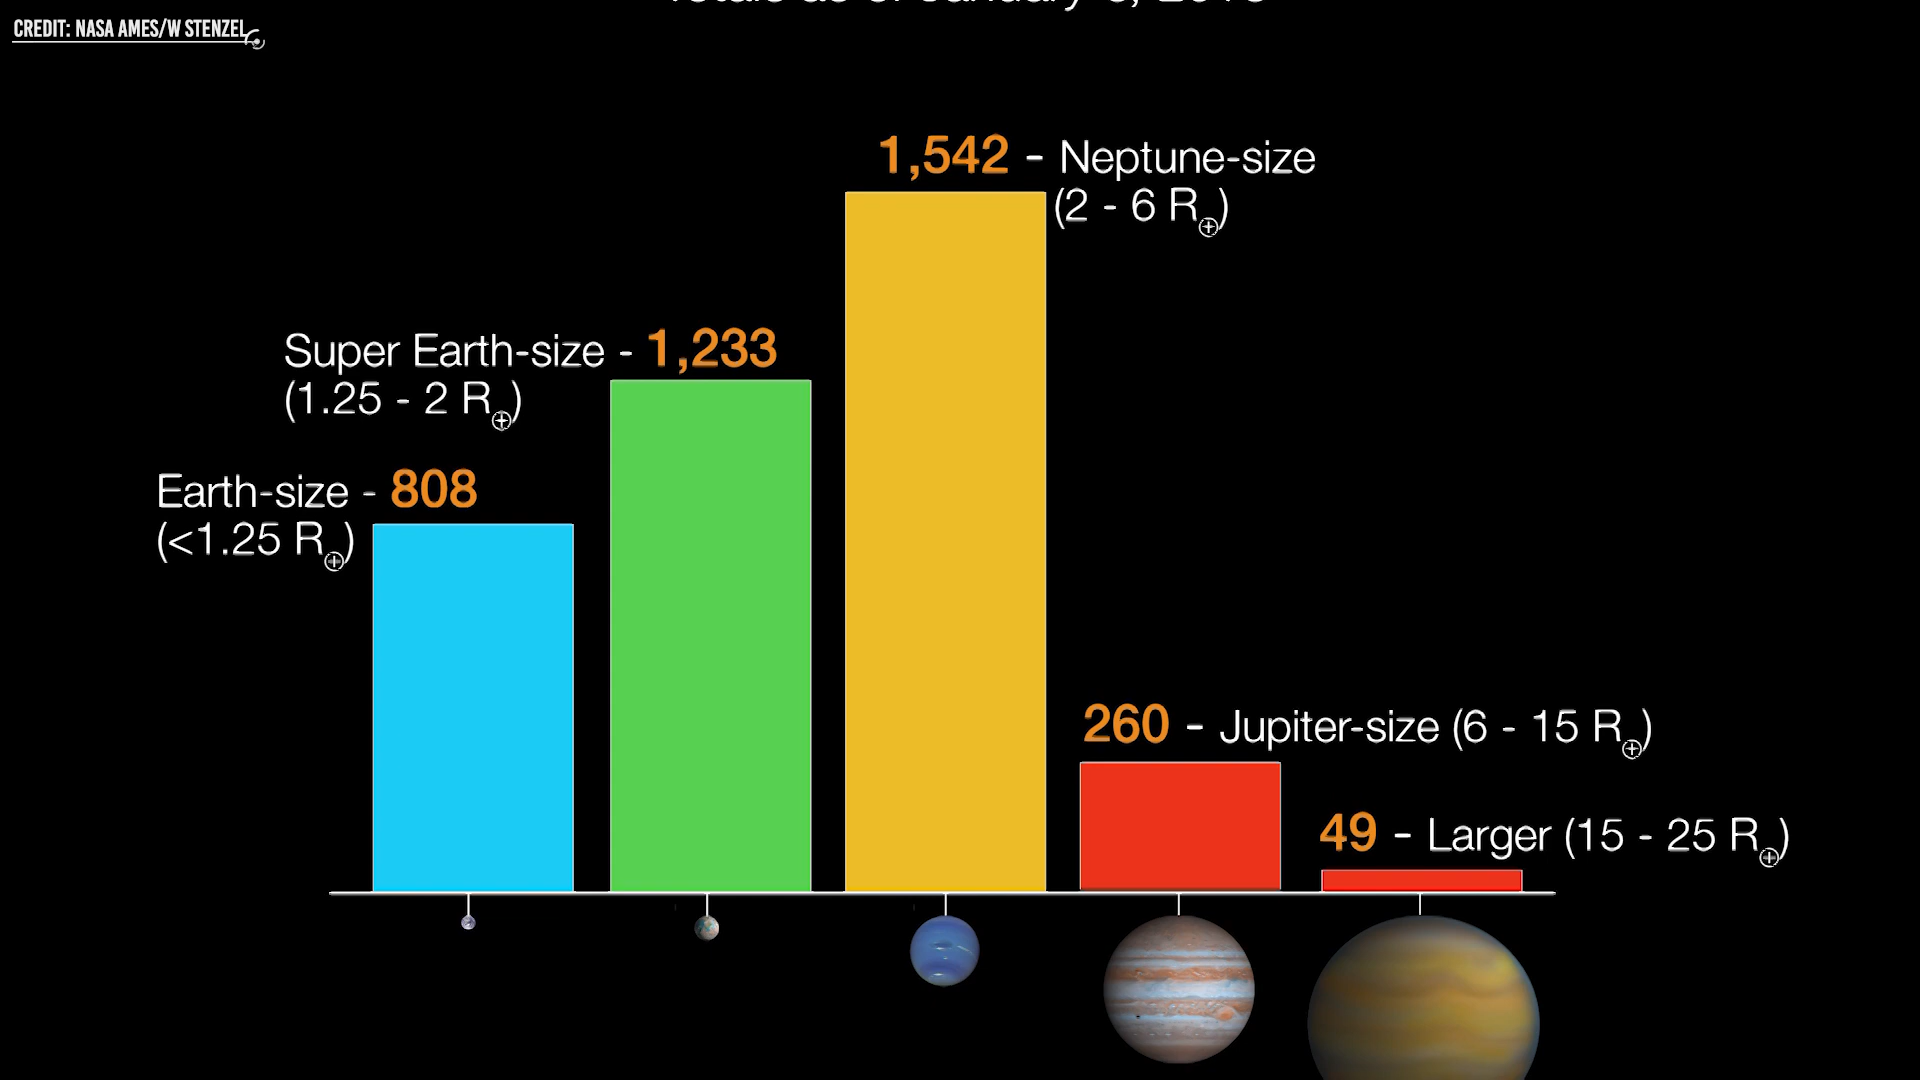 CREDIT: NASA AMES/W STENZEL
1,542 - Neptune-size
(2 - 6 R⊕)
Super Earth-size - 1,233
(1.25 - 2 R⊕)
Earth-size - 808
(<1.25 R⊕)
260 - Jupiter-size (6 - 15 R⊕)
49 - Larger (15 - 25 R⊕)